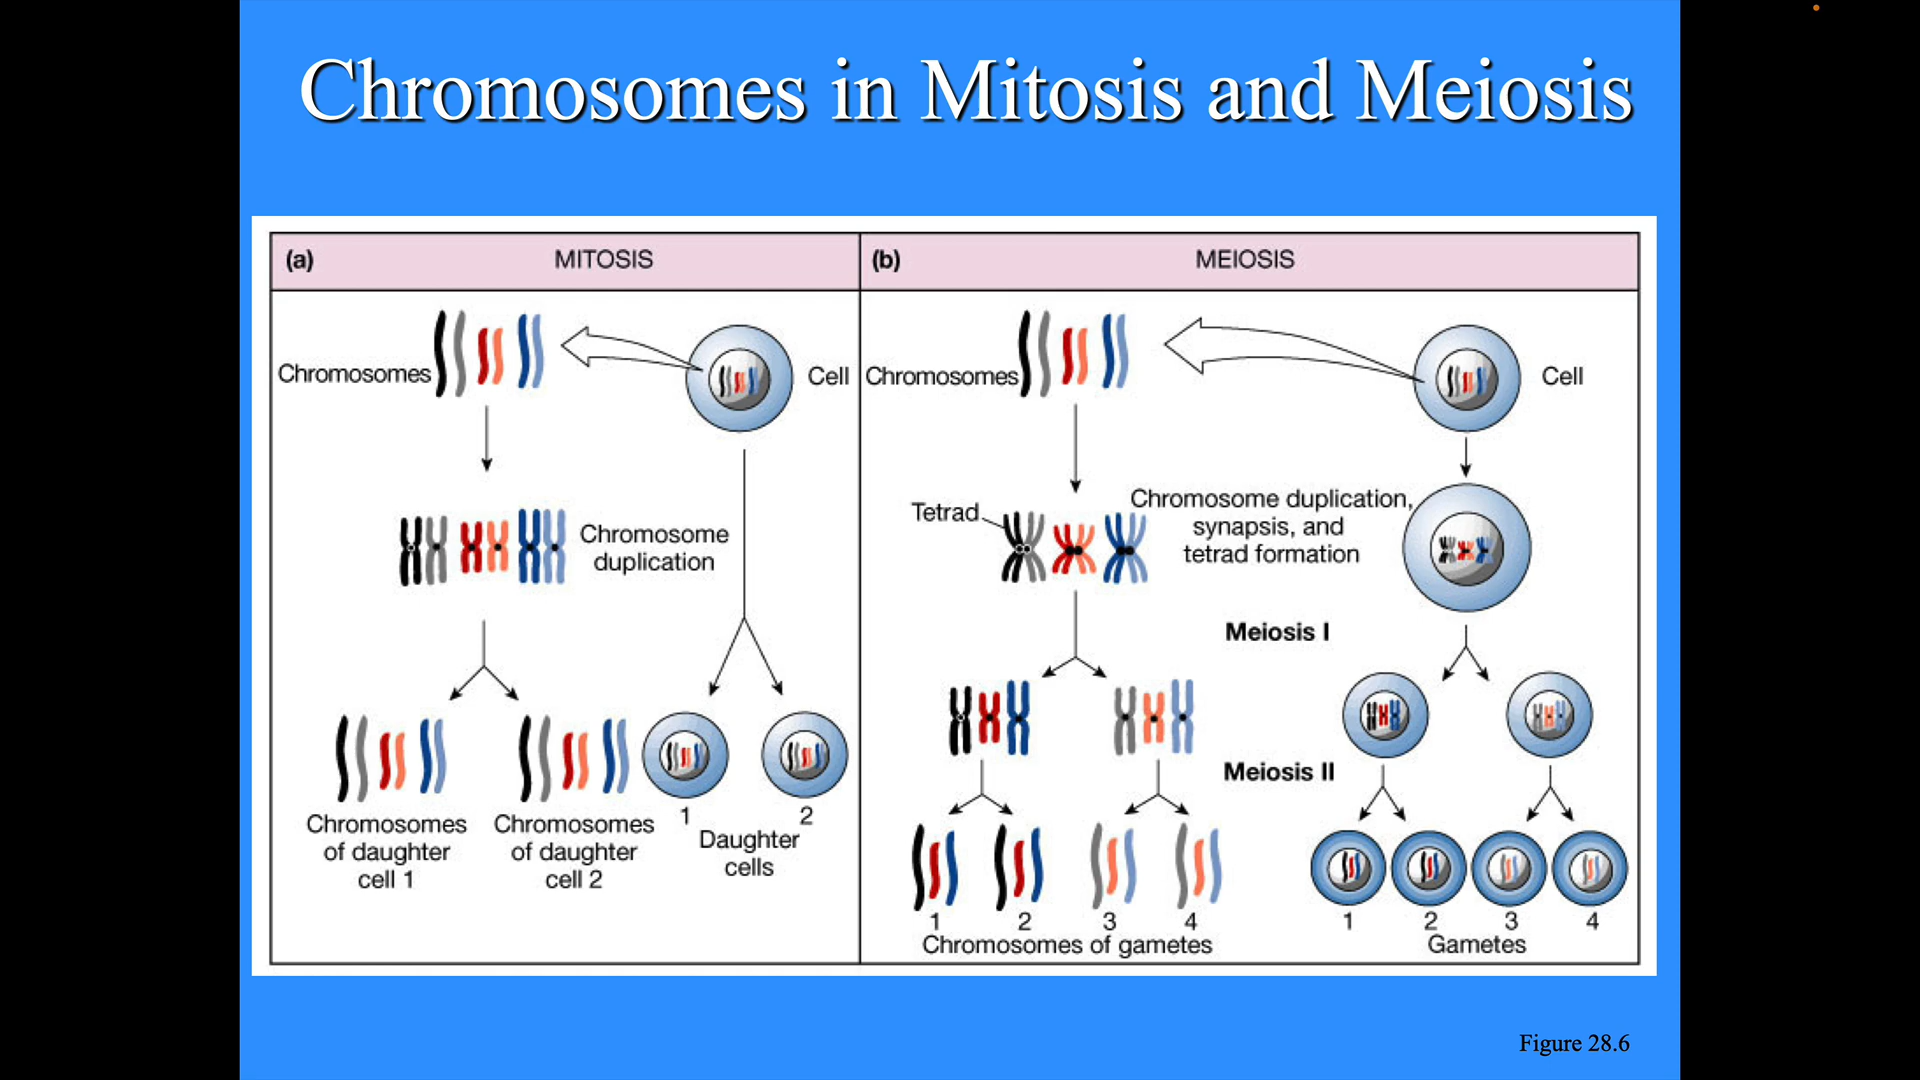 Chromosomes in Mitosis and Meiosis
(a) MITOSIS
Chromosomes
Cell
Chromosome
duplication
Chromosomes
of daughter
cell 1
Chromosomes
of daughter
cell 2
1 2
Daughter
cells
(b) MEIOSIS
Chromosomes
Cell
Tetrad
Chromosome duplication,
synapsis, and
tetrad formation
Meiosis I
Meiosis II
1 2 3 4
Chromosomes of gametes
1 2 3 4
Gametes
Figure 28.6